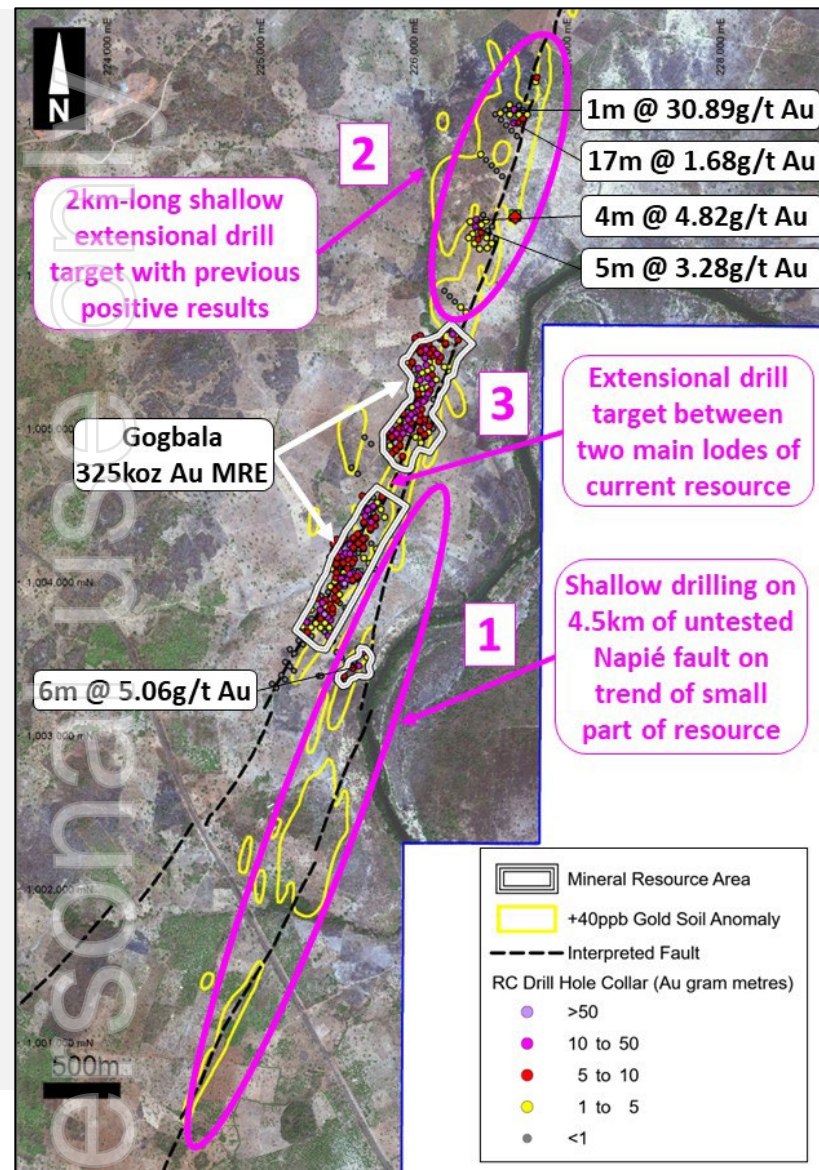 224,000 mE
225,000 mE
226,000 mE
228,000 mE
N
2
1m @ 30.89g/t Au
17m @ 1.68g/t Au
4m @ 4.82g/t Au
5m @ 3.28g/t Au
2km-long shallow
extensional drill
target with previous
positive results
3
Extensional drill
target between
two main lodes of
current resource
Gogbala
325koz Au MRE
1,005,000 mN
1,004,000 mN
1
Shallow drilling on
4.5km of untested
Napié fault on
trend of small
part of resource
6m @ 5.06g/t Au
1,003,000 mN
1,002,000 mN
1,001,000 mN
500m
Mineral Resource Area
+40ppb Gold Soil Anomaly
Interpreted Fault
RC Drill Hole Collar (Au gram metres)
>50
10 to 50
5 to 10
1 to 5
<1
sonal use only